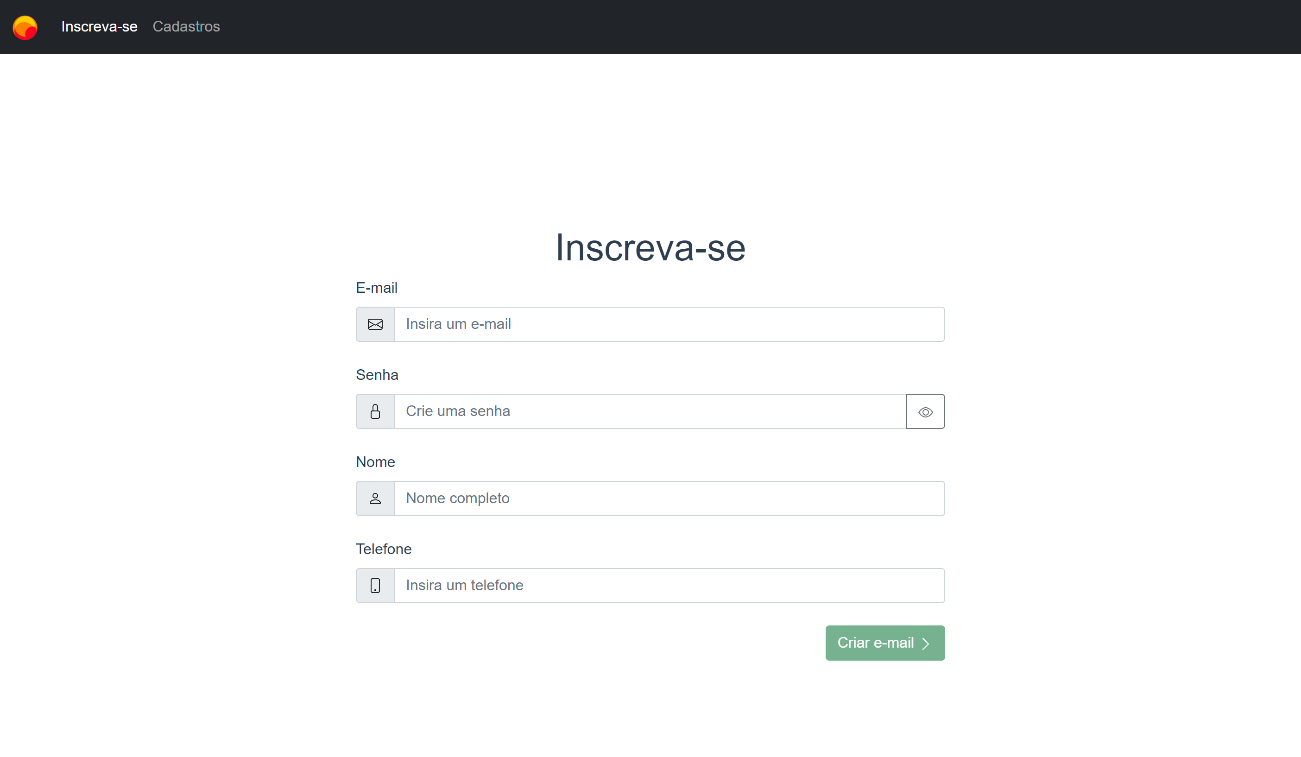 Inscreva-se Cadastros
Inscreva-se
E-mail
Insira um e-mail
Senha
Crie uma senha
Nome
Nome completo
Telefone
Insira um telefone
Criar e-mail